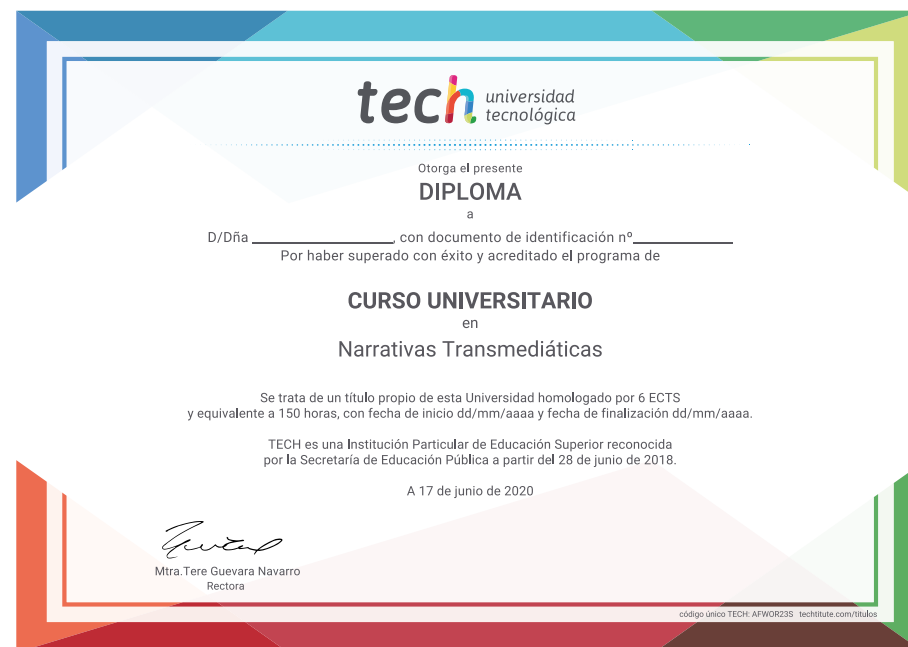 tech universidad
tecnológica
Otorga el presente
DIPLOMA
a
D/Dña ____________________, con documento de identificación nº______________
Por haber superado con éxito y acreditado el programa de
CURSO UNIVERSITARIO
en
Narrativas Transmediáticas
Se trata de un título propio de esta Universidad homologado por 6 ECTS
y equivalente a 150 horas, con fecha de inicio dd/mm/aaaa y fecha de finalización dd/mm/aaaa.
TECH es una Institución Particular de Educación Superior reconocida
por la Secretaría de Educación Pública a partir del 28 de junio de 2018.
A 17 de junio de 2020
Mtra.Tere Guevara Navarro
Rectora
código único TECH: AFWOR23S techtitute.com/titulos